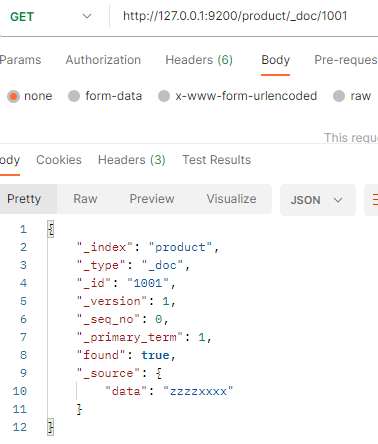 GET http://127.0.0.1:9200/product/_doc/1001
Params Authorization Headers (6) Body Pre-reques
none form-data x-www-form-urlencoded raw
This requ
ody Cookies Headers (3) Test Results
Pretty Raw Preview Visualize JSON
1 {
2 "_index": "product",
3 "_type": "_doc",
4 "_id": "1001",
5 "_version": 1,
6 "_seq_no": 0,
7 "_primary_term": 1,
8 "found": true,
9 "_source": {
10 "data": "zzzzxxxx"
11 }
12 }